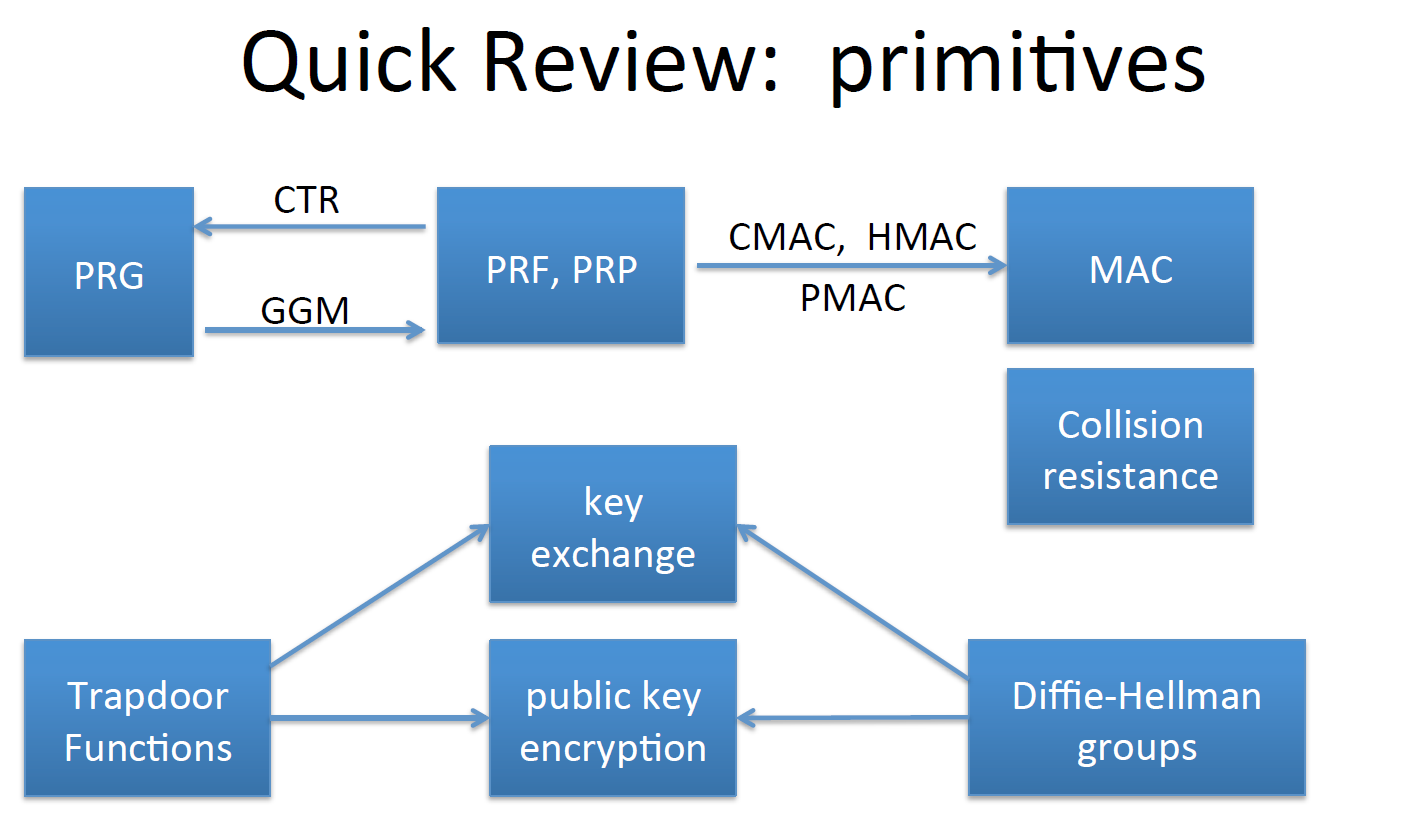 Quick Review: primitives
CTR
PRG
GGM
PRF, PRP
CMAC, HMAC
PMAC
MAC
Collision
resistance
key
exchange
Trapdoor
Functions
public key
encryption
Diffie-Hellman
groups